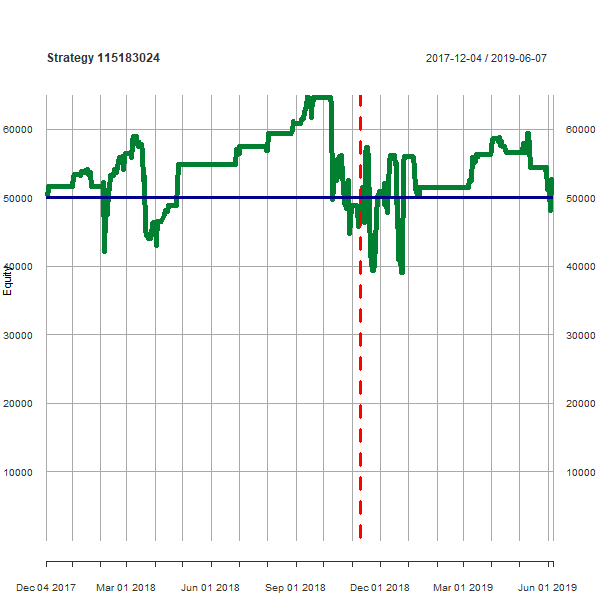 Strategy 115183024
2017-12-04 / 2019-06-07
60000
60000
50000
50000
40000
40000
Equity
30000
30000
20000
20000
10000
10000
Dec 04 2017
Mar 01 2018
Jun 01 2018
Sep 01 2018
Dec 01 2018
Mar 01 2019
Jun 01 2019